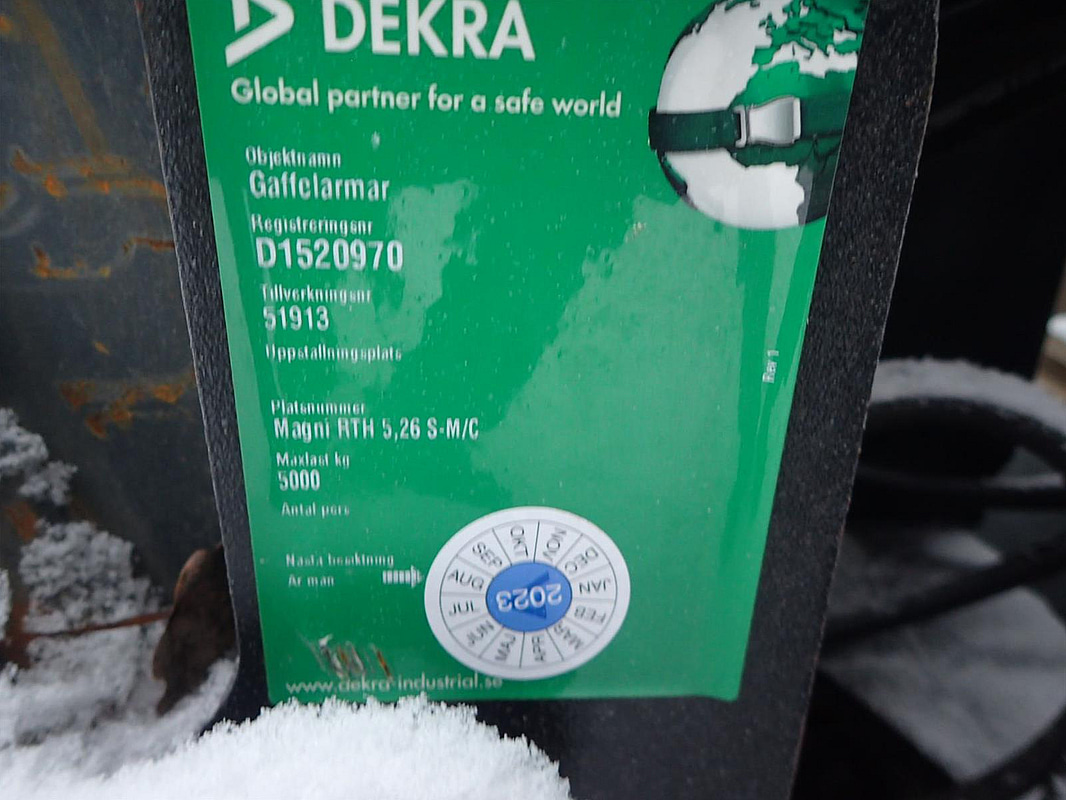 DEKRA
Global partner for a safe world
Objektnamn
Gaffelarmar
Registreringsnr
D1520970
Tillverkningsnr
51913
Uppställningsplats
Rev 1
Platsnummer
Magni RTH 5,26 S-M/C
Maxlast kg
5000
Antal pers
Nästa besiktning
År mån
JAN
FEB
MAR
APR
MAJ
JUN
JUL
AUG
SEP
OKT
NOV
DEC
2023
www.dekra-industrial.se